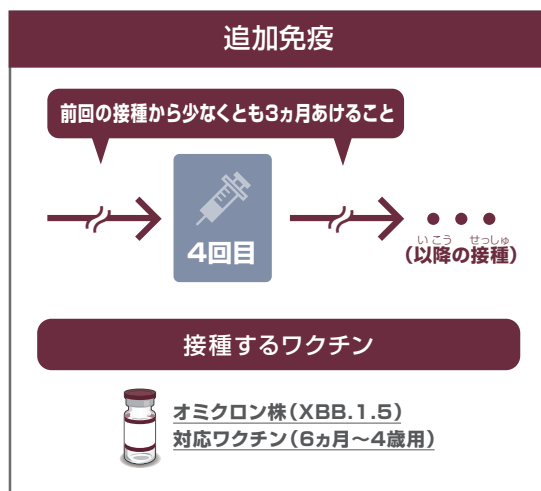 追加免疫
前回の接種から少なくとも3ヵ月あけること
4回目
いこう せっしゅ
(以降の接種)
接種するワクチン
オミクロン株(XBB.1.5)
対応ワクチン(6ヵ月〜4歳用)